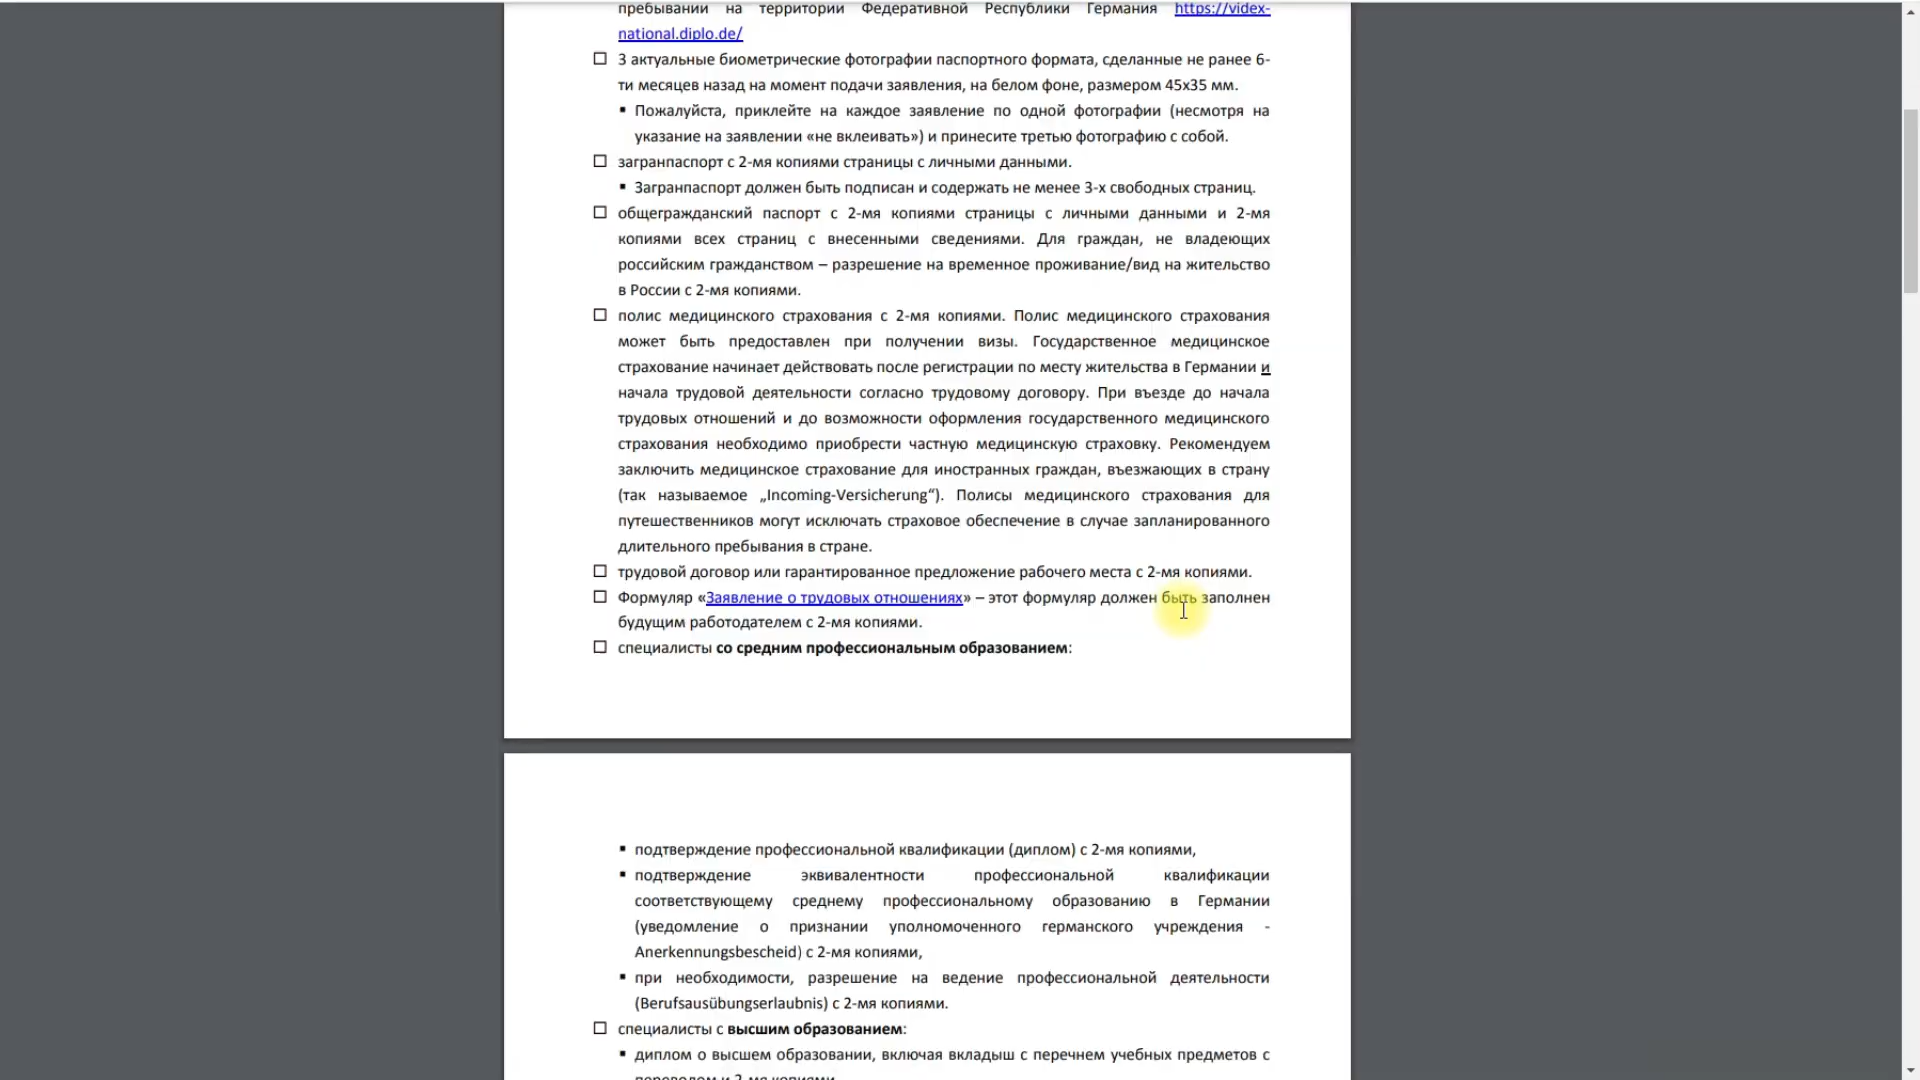 пребывании на территории Федеративной Республики Германия https://videx-
national.diplo.de/
☐ 3 актуальные биометрические фотографии паспортного формата, сделанные не ранее 6-
ти месяцев назад на момент подачи заявления, на белом фоне, размером 45x35 мм.
▪ Пожалуйста, приклейте на каждое заявление по одной фотографии (несмотря на
указание на заявлении «не вклеивать») и принесите третью фотографию с собой.
☐ загранпаспорт с 2-мя копиями страницы с личными данными.
▪ Загранпаспорт должен быть подписан и содержать не менее 3-х свободных страниц.
☐ общегражданский паспорт с 2-мя копиями страницы с личными данными и 2-мя
копиями всех страниц с внесенными сведениями. Для граждан, не владеющих
российским гражданством – разрешение на временное проживание/вид на жительство
в России с 2-мя копиями.
☐ полис медицинского страхования с 2-мя копиями. Полис медицинского страхования
может быть предоставлен при получении визы. Государственное медицинское
страхование начинает действовать после регистрации по месту жительства в Германии и
начала трудовой деятельности согласно трудовому договору. При въезде до начала
трудовых отношений и до возможности оформления государственного медицинского
страхования необходимо приобрести частную медицинскую страховку. Рекомендуем
заключить медицинское страхование для иностранных граждан, въезжающих в страну
(так называемое „Incoming-Versicherung“). Полисы медицинского страхования для
путешественников могут исключать страховое обеспечение в случае запланированного
длительного пребывания в стране.
☐ трудовой договор или гарантированное предложение рабочего места с 2-мя копиями.
☐ Формуляр «Заявление о трудовых отношениях» – этот формуляр должен быть заполнен
будущим работодателем с 2-мя копиями.
☐ специалисты со средним профессиональным образованием:
▪ подтверждение профессиональной квалификации (диплом) с 2-мя копиями,
▪ подтверждение эквивалентности профессиональной квалификации
соответствующему среднему профессиональному образованию в Германии
(уведомление о признании уполномоченного германского учреждения -
Anerkennungsbescheid) с 2-мя копиями,
▪ при необходимости, разрешение на ведение профессиональной деятельности
(Berufsausübungserlaubnis) с 2-мя копиями.
☐ специалисты с высшим образованием:
▪ диплом о высшем образовании, включая вкладыш с перечнем учебных предметов с
переводом и 2-мя копиями